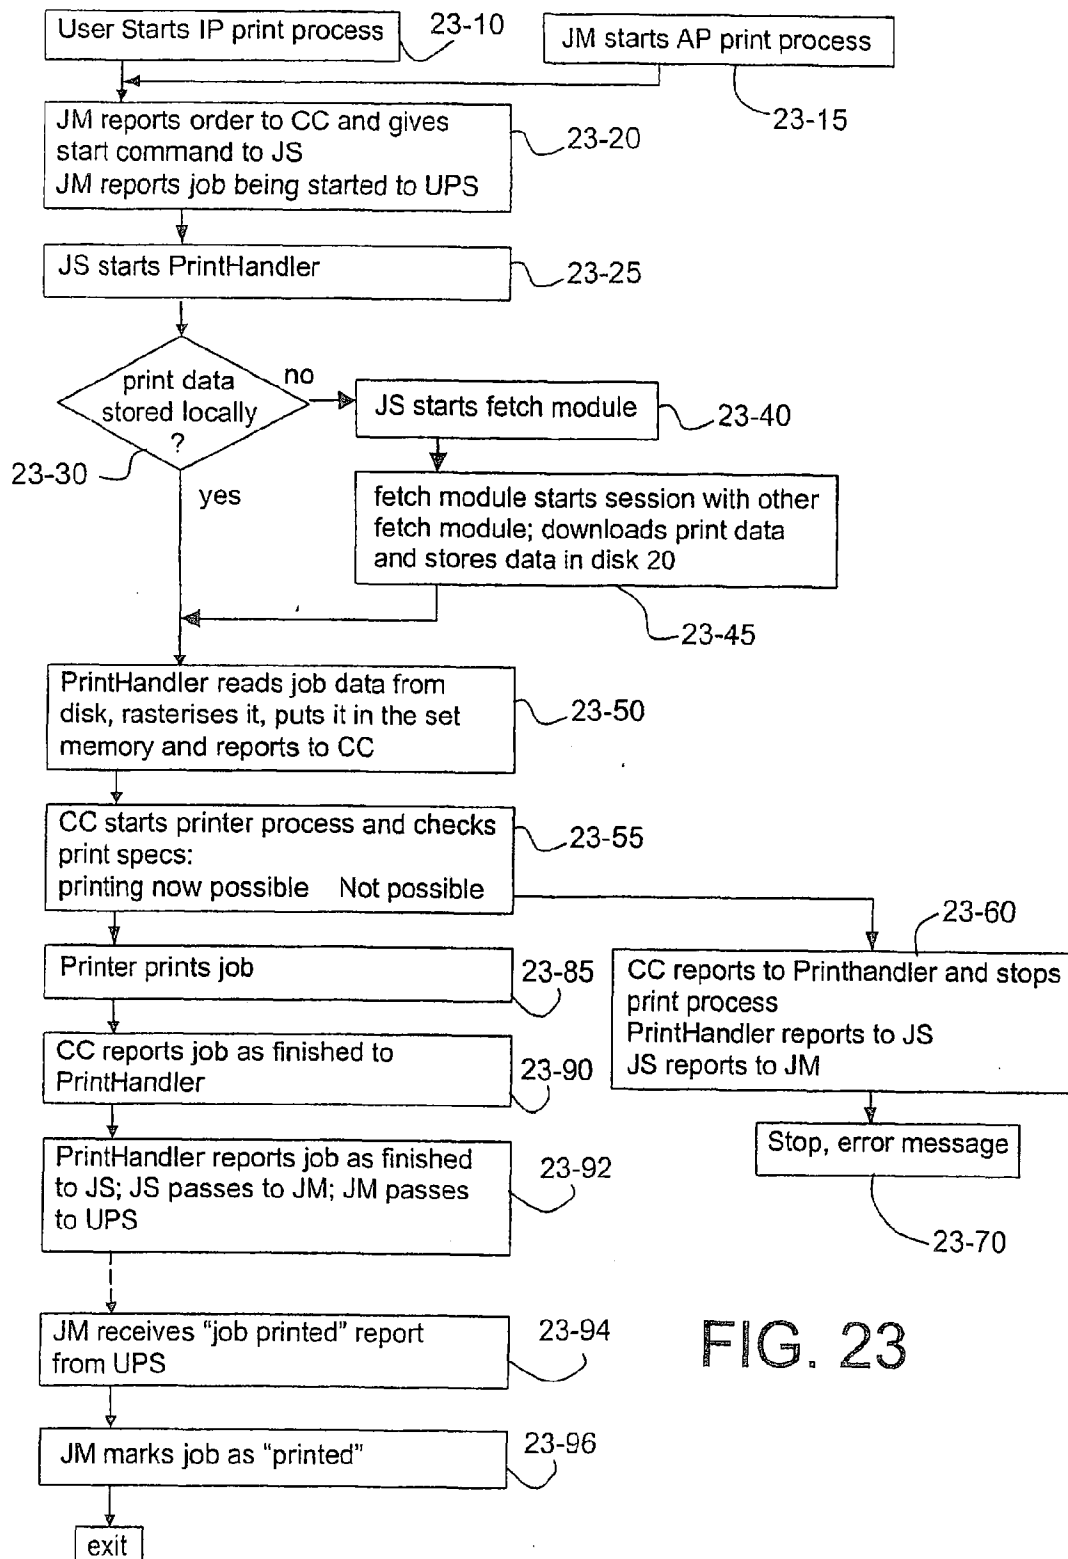 User Starts IP print process
23-10
JM starts AP print process
23-15
JM reports order to CC and gives
start command to JS
JM reports job being started to UPS
23-20
JS starts PrintHandler
23-25
print data
stored locally
?
no
23-30
yes
JS starts fetch module
23-40
fetch module starts session with other
fetch module; downloads print data
and stores data in disk 20
23-45
PrintHandler reads job data from
disk, rasterises it, puts it in the set
memory and reports to CC
23-50
CC starts printer process and checks
print specs:
printing now possible Not possible
23-55
23-60
CC reports to Printhandler and stops
print process
PrintHandler reports to JS
JS reports to JM
Stop, error message
23-70
Printer prints job
23-85
CC reports job as finished to
PrintHandler
23-90
PrintHandler reports job as finished
to JS; JS passes to JM; JM passes
to UPS
23-92
JM receives “job printed” report
from UPS
23-94
JM marks job as “printed”
23-96
exit
FIG. 23